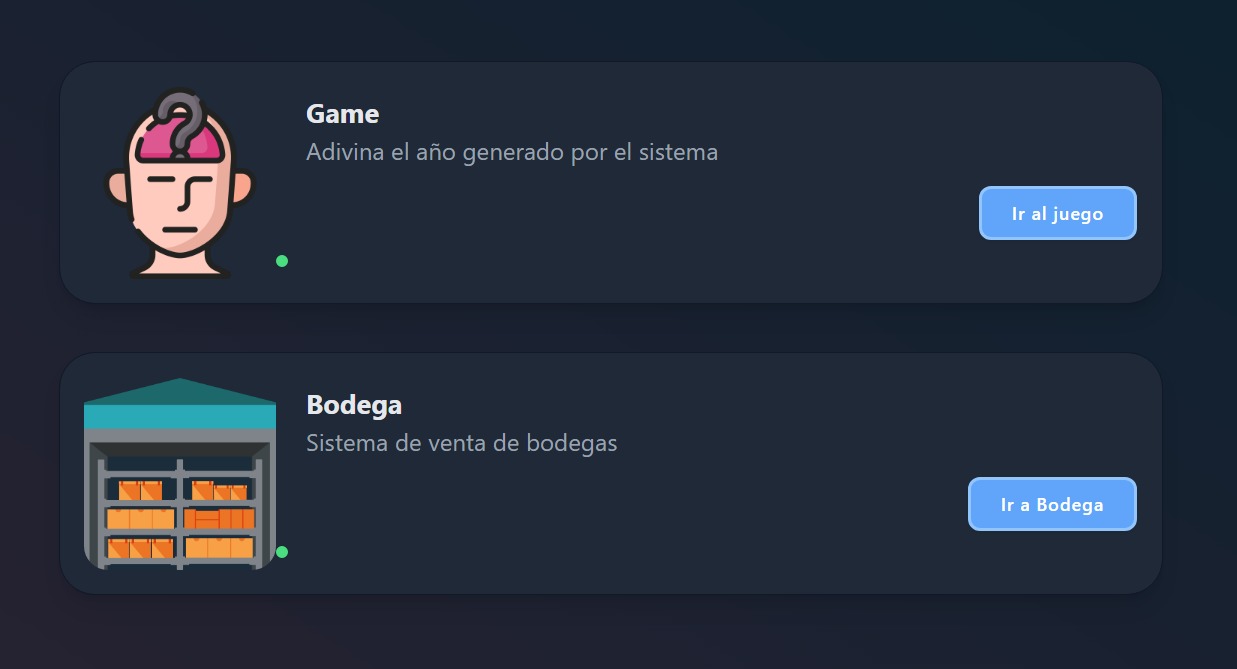 Game
Adivina el año generado por el sistema
Ir al juego
Bodega
Sistema de venta de bodegas
Ir a Bodega